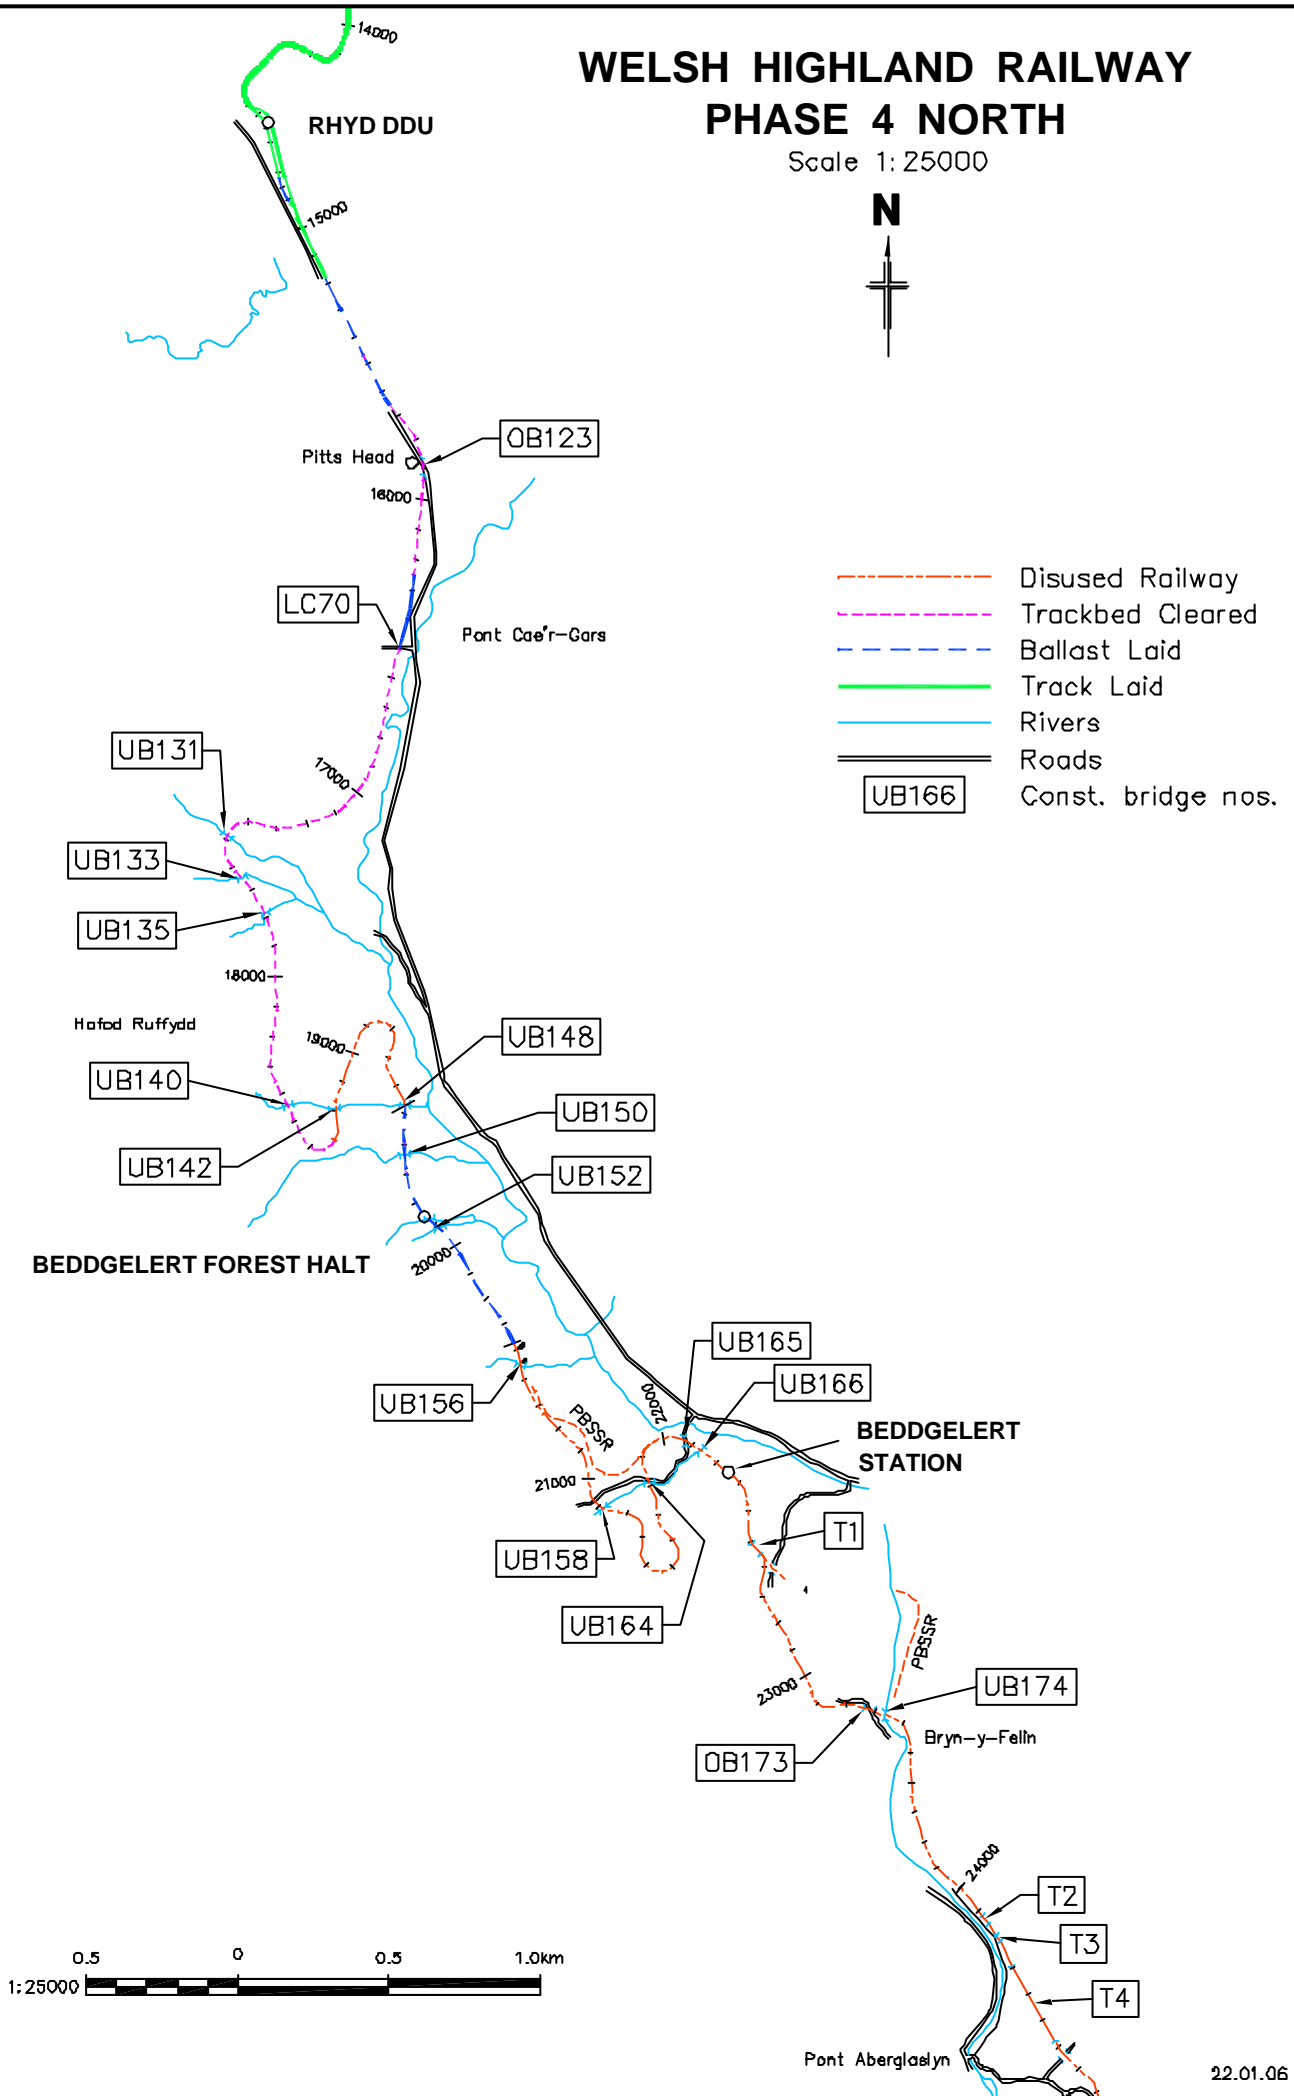 14000
WELSH HIGHLAND RAILWAY
PHASE 4 NORTH
Scale 1:25000
N
RHYD DDU
15000
OB123
Pitts Head
16000
Disused Railway
Trackbed Cleared
Ballast Laid
Track Laid
Rivers
Roads
UB166
Const. bridge nos.
LC70
Pont Cae'r-Gars
UB131
17000
UB133
UB135
18000
Hafod Ruffydd
19000
UB148
UB140
UB150
UB142
UB152
BEDDGELERT FOREST HALT
20000
UB165
UB166
UB156
22000
PBSSR
BEDDGELERT
STATION
21000
T1
UB158
UB164
PBSSR
23000
UB174
Bryn-y-Felin
OB173
24000
T2
T3
T4
0.5 0 0.5 1.0km
1:25000
Pont Aberglaslyn
22.01.06